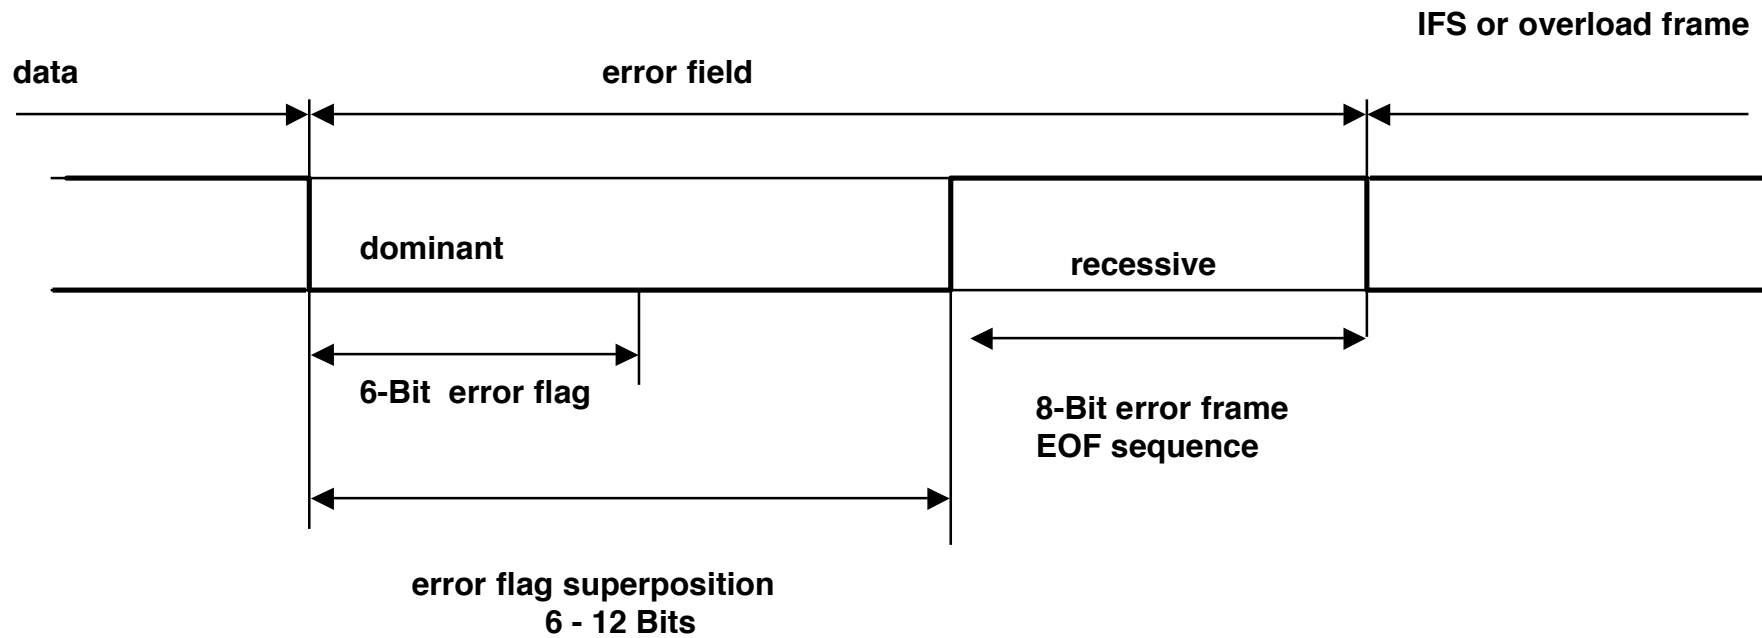 IFS or overload frame
data
error field
dominant
recessive
6-Bit error flag
8-Bit error frame
EOF sequence
error flag superposition
6 - 12 Bits